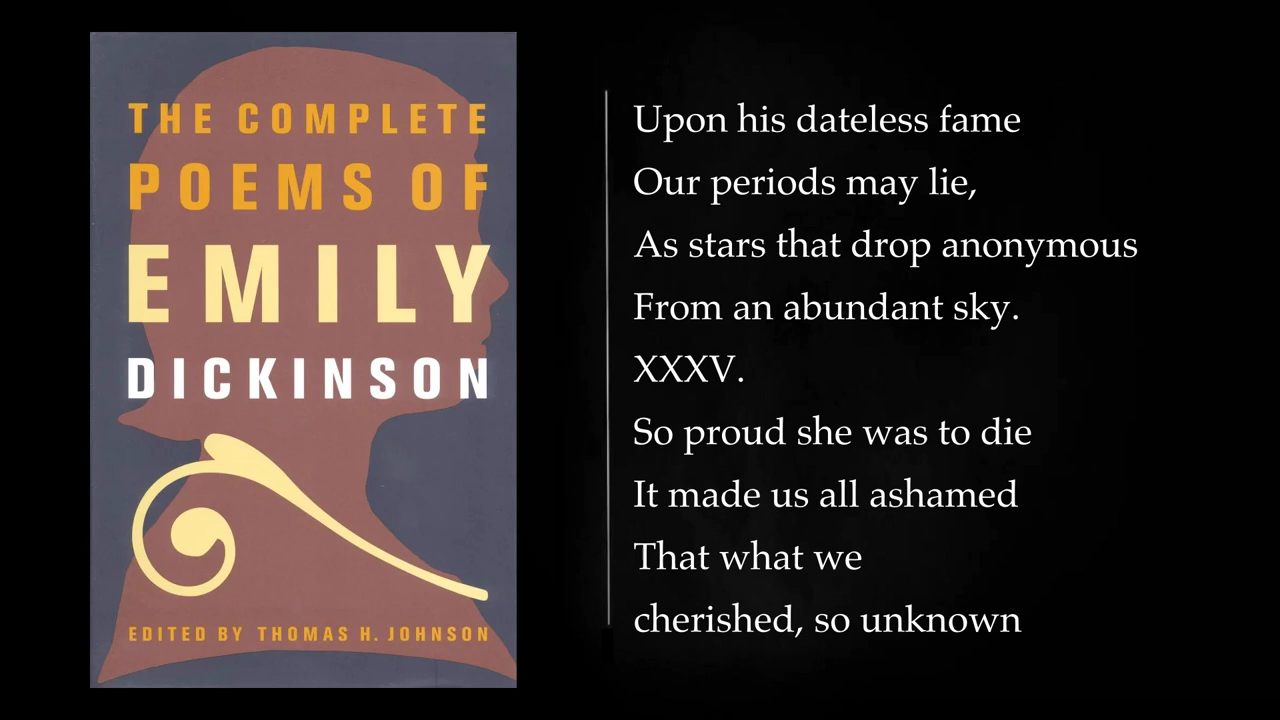 THE COMPLETE
POEMS OF
EMILY
DICKINSON
EDITED BY THOMAS H. JOHNSON
Upon his dateless fame
Our periods may lie,
As stars that drop anonymous
From an abundant sky.
XXXV.
So proud she was to die
It made us all ashamed
That what we
cherished, so unknown